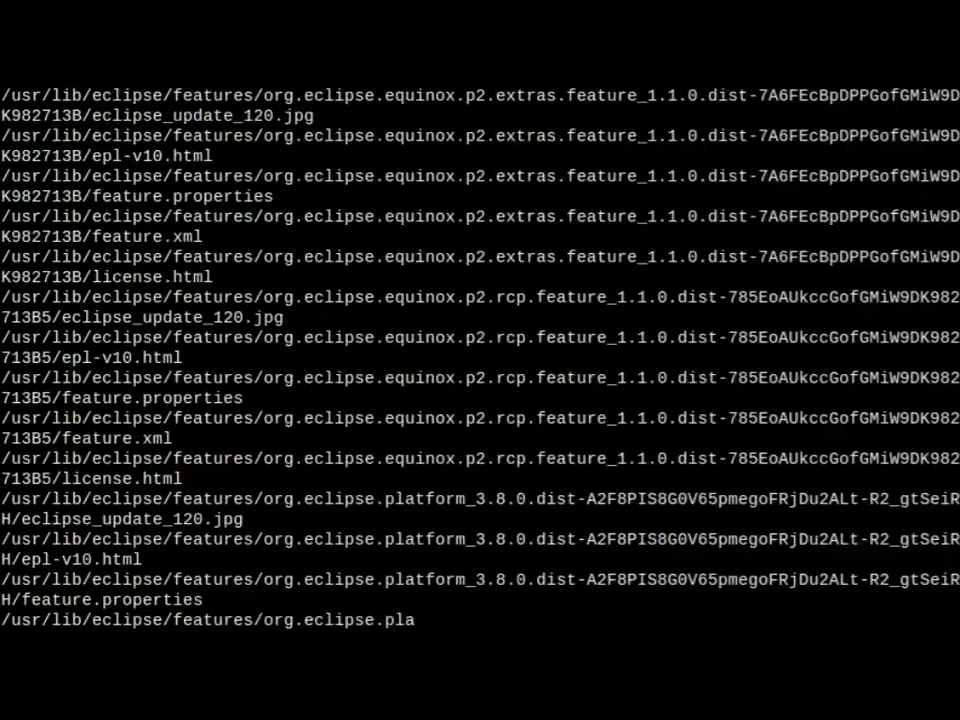 /usr/lib/eclipse/features/org.eclipse.equinox.p2.extras.feature_1.1.0.dist-7A6FEcBpDPPGofGMiW9D
K982713B/eclipse_update_120.jpg
/usr/lib/eclipse/features/org.eclipse.equinox.p2.extras.feature_1.1.0.dist-7A6FEcBpDPPGofGMiW9D
K982713B/epl-v10.html
/usr/lib/eclipse/features/org.eclipse.equinox.p2.extras.feature_1.1.0.dist-7A6FEcBpDPPGofGMiW9D
K982713B/feature.properties
/usr/lib/eclipse/features/org.eclipse.equinox.p2.extras.feature_1.1.0.dist-7A6FEcBpDPPGofGMiW9D
K982713B/feature.xml
/usr/lib/eclipse/features/org.eclipse.equinox.p2.extras.feature_1.1.0.dist-7A6FEcBpDPPGofGMiW9D
K982713B/license.html
/usr/lib/eclipse/features/org.eclipse.equinox.p2.rcp.feature_1.1.0.dist-785EoAUkccGofGMiW9DK982
713B5/eclipse_update_120.jpg
/usr/lib/eclipse/features/org.eclipse.equinox.p2.rcp.feature_1.1.0.dist-785EoAUkccGofGMiW9DK982
713B5/epl-v10.html
/usr/lib/eclipse/features/org.eclipse.equinox.p2.rcp.feature_1.1.0.dist-785EoAUkccGofGMiW9DK982
713B5/feature.properties
/usr/lib/eclipse/features/org.eclipse.equinox.p2.rcp.feature_1.1.0.dist-785EoAUkccGofGMiW9DK982
713B5/feature.xml
/usr/lib/eclipse/features/org.eclipse.equinox.p2.rcp.feature_1.1.0.dist-785EoAUkccGofGMiW9DK982
713B5/license.html
/usr/lib/eclipse/features/org.eclipse.platform_3.8.0.dist-A2F8PIS8G0V65pmegoFRjDu2ALt-R2_gtSeiR
H/eclipse_update_120.jpg
/usr/lib/eclipse/features/org.eclipse.platform_3.8.0.dist-A2F8PIS8G0V65pmegoFRjDu2ALt-R2_gtSeiR
H/epl-v10.html
/usr/lib/eclipse/features/org.eclipse.platform_3.8.0.dist-A2F8PIS8G0V65pmegoFRjDu2ALt-R2_gtSeiR
H/feature.properties
/usr/lib/eclipse/features/org.eclipse.pla